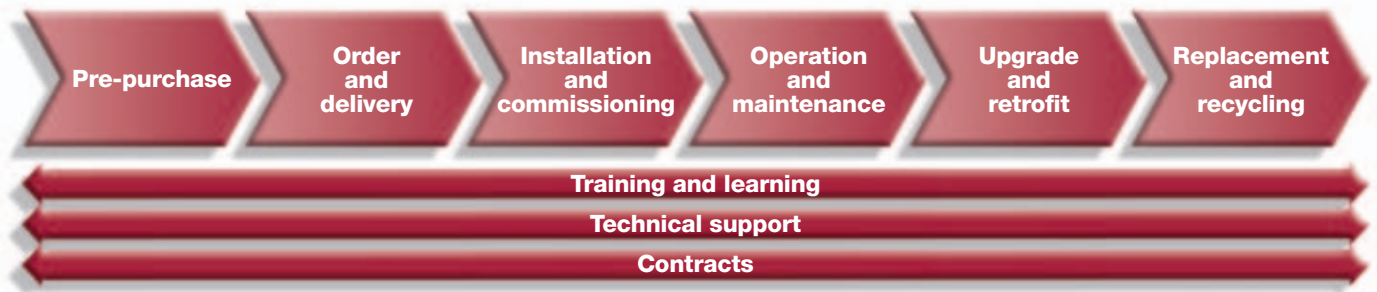 Pre-purchase
Order
and
delivery
Installation
and
commissioning
Operation
and
maintenance
Upgrade
and
retrofit
Replacement
and
recycling
Training and learning
Technical support
Contracts